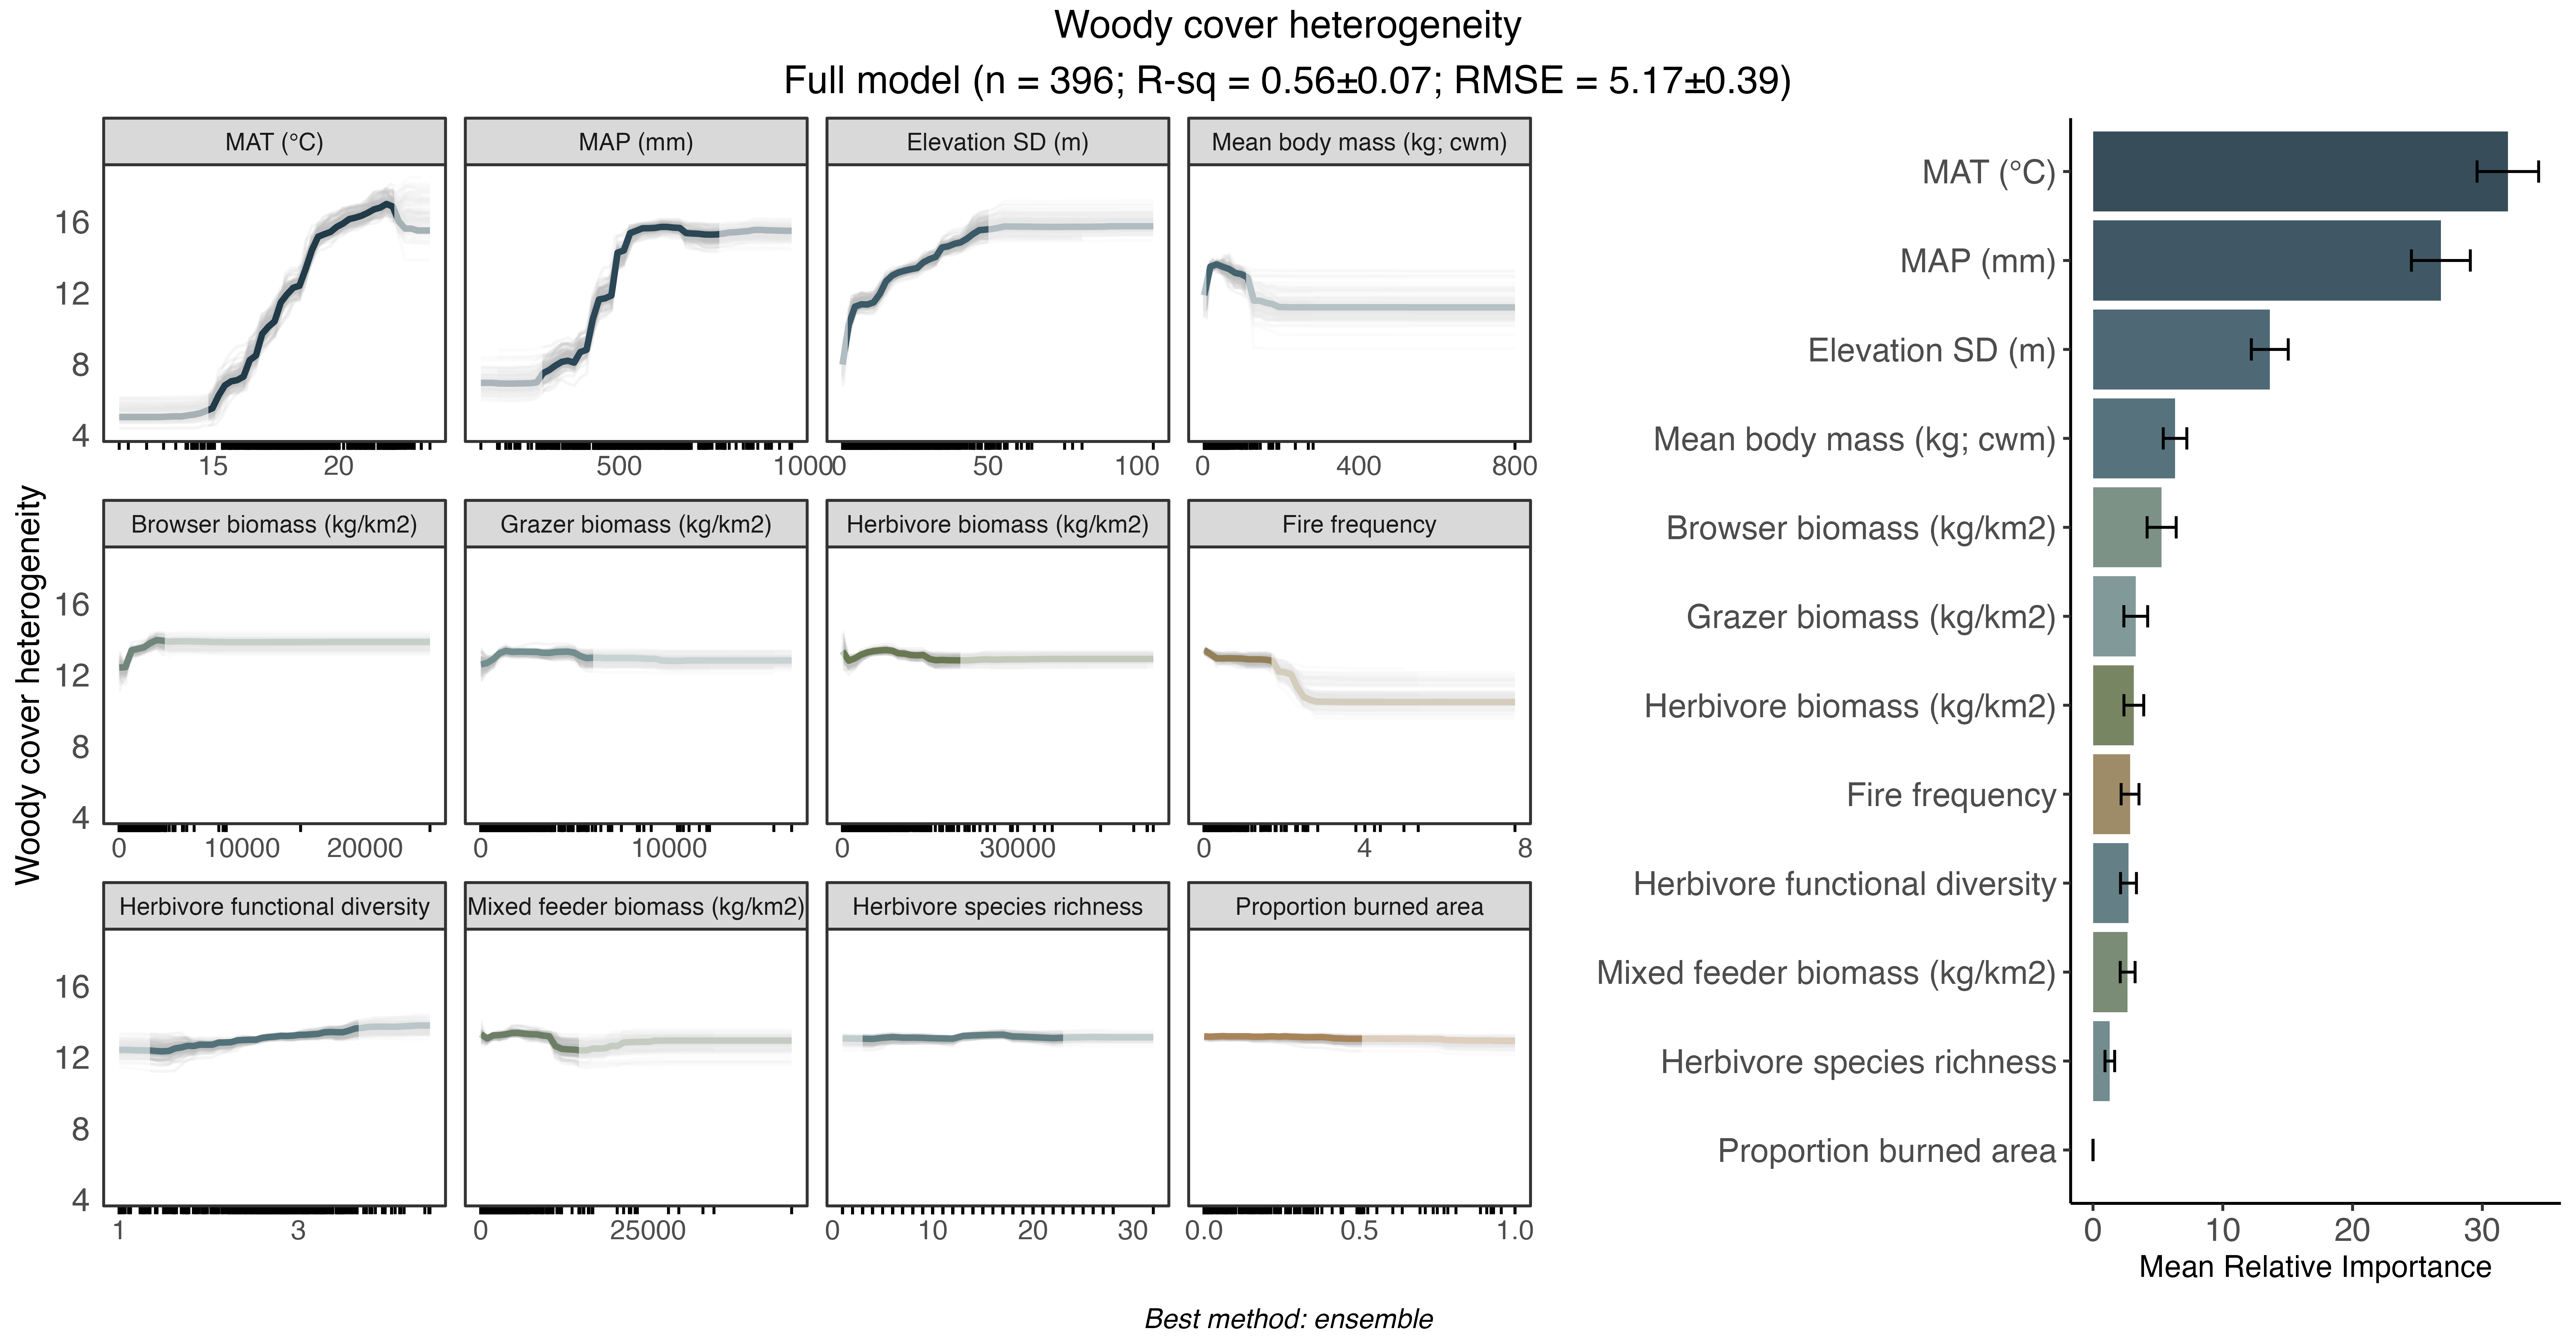 Woody cover heterogeneity
Full model (n = 396; R-sq = 0.56±0.07; RMSE = 5.17±0.39)
Woody cover heterogeneity
MAT (°C)
MAP (mm)
Elevation SD (m)
Mean body mass (kg; cwm)
16
12
8
4
15 20
500 1000
0 50 100
0 400 800
Browser biomass (kg/km2)
Grazer biomass (kg/km2)
Herbivore biomass (kg/km2)
Fire frequency
16
12
8
4
0 10000 20000
0 10000
0 30000
0 4 8
Herbivore functional diversity
Mixed feeder biomass (kg/km2)
Herbivore species richness
Proportion burned area
16
12
8
4
1 3
0 25000
0 10 20 30
0.0 0.5 1.0
MAT (°C)
MAP (mm)
Elevation SD (m)
Mean body mass (kg; cwm)
Browser biomass (kg/km2)
Grazer biomass (kg/km2)
Herbivore biomass (kg/km2)
Fire frequency
Herbivore functional diversity
Mixed feeder biomass (kg/km2)
Herbivore species richness
Proportion burned area
0 10 20 30
Mean Relative Importance
Best method: ensemble